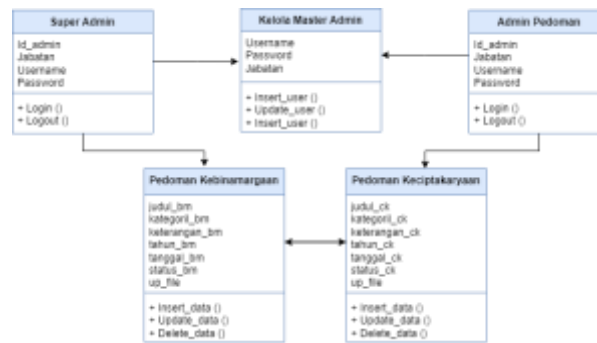 Super Admin
Id_admin
Jabatan
Username
Password
+ Login ()
+ Logout ()
Kelola Master Admin
Username
Password
Jabatan
+ Insert_user ()
+ Update_user ()
+ Insert_user ()
Admin Pedoman
Id_admin
Jabatan
Username
Password
+ Login ()
+ Logout ()
Pedoman Kebinamargaan
judul_bm
kategoril_bm
keterangan_bm
tahun_bm
tanggal_bm
status_bm
up_file
+ Insert_data ()
+ Update_data ()
+ Delete_data ()
Pedoman Keciptakaryaan
judul_ck
kategoril_ck
keterangan_ck
tahun_ck
tanggal_ck
status_ck
up_file
+ Insert_data ()
+ Update_data ()
+ Delete_data ()